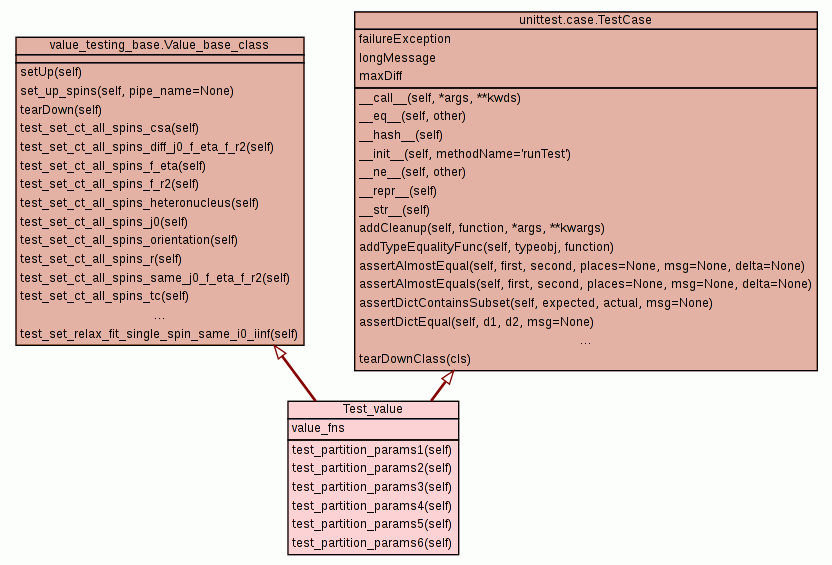 value_testing_base.Value_base_class
setUp(self)
set_up_spins(self, pipe_name=None)
tearDown(self)
test_set_ct_all_spins_csa(self)
test_set_ct_all_spins_diff_j0_f_eta_f_r2(self)
test_set_ct_all_spins_f_eta(self)
test_set_ct_all_spins_f_r2(self)
test_set_ct_all_spins_heteronucleus(self)
test_set_ct_all_spins_j0(self)
test_set_ct_all_spins_orientation(self)
test_set_ct_all_spins_r(self)
test_set_ct_all_spins_same_j0_f_eta_f_r2(self)
test_set_ct_all_spins_tc(self)
...
test_set_relax_fit_single_spin_same_i0_iinf(self)
unittest.case.TestCase
failureException
longMessage
maxDiff
__call__(self, *args, **kwds)
__eq__(self, other)
__hash__(self)
__init__(self, methodName='runTest')
__ne__(self, other)
__repr__(self)
__str__(self)
addCleanup(self, function, *args, **kwargs)
addTypeEqualityFunc(self, typeobj, function)
assertAlmostEqual(self, first, second, places=None, msg=None, delta=None)
assertAlmostEquals(self, first, second, places=None, msg=None, delta=None)
assertDictContainsSubset(self, expected, actual, msg=None)
assertDictEqual(self, d1, d2, msg=None)
...
tearDownClass(cls)
Test_value
value_fns
test_partition_params1(self)
test_partition_params2(self)
test_partition_params3(self)
test_partition_params4(self)
test_partition_params5(self)
test_partition_params6(self)